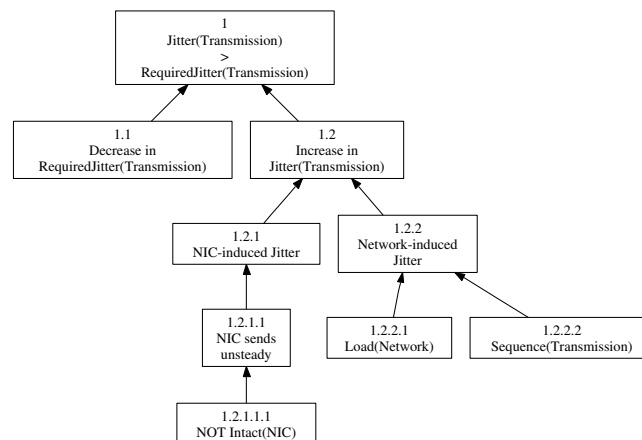 1
Jitter(Transmission)
>
RequiredJitter(Transmission)
1.1
Decrease in
RequiredJitter(Transmission)
1.2
Increase in
Jitter(Transmission)
1.2.1
NIC-induced Jitter
1.2.2
Network-induced
Jitter
1.2.1.1
NIC sends
unsteady
1.2.2.1
Load(Network)
1.2.2.2
Sequence(Transmission)
1.2.1.1.1
NOT Intact(NIC)